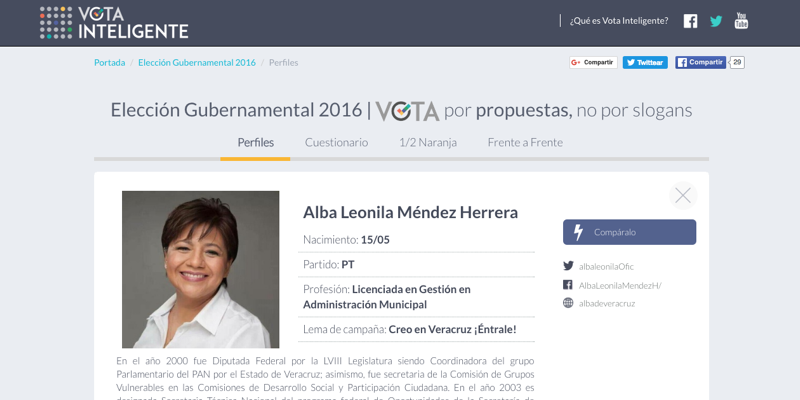 VOTA
INTELIGENTE
¿Qué es Vota Inteligente?
You
Tube
Portada / Elección Gubernamental 2016 / Perfiles
G+ Compartir
Twittear
Compartir
29
Elección Gubernamental 2016 | VOTA por propuestas, no por slogans
Perfiles Cuestionario 1/2 Naranja Frente a Frente
Alba Leonila Méndez Herrera
Nacimiento: 15/05
Partido: PT
Profesión: Licenciada en Gestión en
Administración Municipal
Lema de campaña: Creo en Veracruz ¡Éntrale!
Compáralo
albaleonilaOfic
AlbaLeonilaMendezH/
albadeveracruz
En el año 2000 fue Diputada Federal por la LVIII Legislatura siendo Coordinadora del grupo
Parlamentario del PAN por el Estado de Veracruz; asimismo, fue secretaria de la Comisión de Grupos
Vulnerables en las Comisiones de Desarrollo Social y Participación Ciudadana. En el año 2003 es